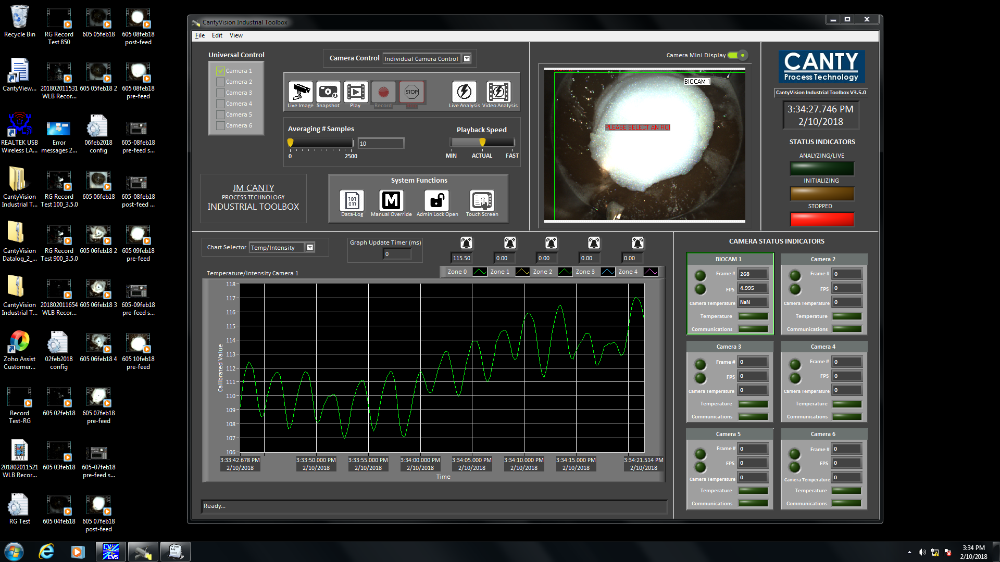 Recycle Bin
RG Record
Test 850
605 05feb18
605 08feb18
post-feed
CantyView...
201802011531
WLB Recor...
605 05feb18 2
605 08feb18
pre-feed
REALTEK USB
Wireless LA...
Error
messages 2...
06feb2018
config
605-08feb18
pre-feed s...
CantyVision
Industrial T...
RG Record
Test 100_3.5.0
605 06feb18
605-08feb18
post-feed ...
CantyVision
Datalog_2_...
RG Record
Test 900_3.5.0
605 06feb18 2
605 09feb18
pre-feed
CantyVision
Industrial T...
201802011654
WLB Recor...
605 06feb18 3
605-09feb18
pre-feed s...
Zoho Assist
Customer...
02feb2018
config
605 06feb18 4
605 10feb18
pre-feed
Record
Test-RG
605 02feb18
605 07feb18
pre-feed
AVI
201802011521
WLB Recor...
605 03feb18
605-07feb18
pre-feed s...
RG Test
605 04feb18
605 07feb18
post-feed
CantyVision Industrial Toolbox
File Edit View
Universal Control
Camera 1
Camera 2
Camera 3
Camera 4
Camera 5
Camera 6
Camera Control Individual Camera Control
STOP
Live Image Snapshot Play Record Live Analysis Video Analysis
Averaging # Samples
10
0 2500
Playback Speed
MIN ACTUAL FAST
JM CANTY
PROCESS TECHNOLOGY
INDUSTRIAL TOOLBOX
System Functions
101
011
M
Data-Log Manual Override Admin Lock Open Touch Screen
Camera Mini Display
BIOCAM 1
PLEASE SELECT AN ROI
CANTY
Process Technology
CantyVision Industrial Toolbox V3.5.0
3:34:27.746 PM
2/10/2018
STATUS INDICATORS
ANALYZING/LIVE
INITIALIZING
STOPPED
Chart Selector Temp/Intensity
Graph Update Timer (ms)
0
115.50 0.00 0.00 0.00 0.00
Zone 0 Zone 1 Zone 2 Zone 3 Zone 4
Temperature/Intensity Camera 1
Calibrated Value
118
117
116
115
114
113
112
111
110
109
108
107
106
3:33:42.678 PM 3:33:50.000 PM 3:33:55.000 PM 3:34:00.000 PM 3:34:05.000 PM 3:34:10.000 PM 3:34:15.000 PM 3:34:21.514 PM
2/10/2018 2/10/2018 2/10/2018 2/10/2018 2/10/2018 2/10/2018 2/10/2018 2/10/2018
Time
Ready...
CAMERA STATUS INDICATORS
BIOCAM 1
Frame # 268
FPS 4.995
Camera Temperature NaN
Temperature
Communications
Camera 2
Frame # 0
FPS 0
Camera Temperature 0
Temperature
Communications
Camera 3
Frame # 0
FPS 0
Camera Temperature 0
Temperature
Communications
Camera 4
Frame # 0
FPS 0
Camera Temperature 0
Temperature
Communications
Camera 5
Frame # 0
FPS 0
Camera Temperature 0
Temperature
Communications
Camera 6
Frame # 0
FPS 0
Camera Temperature 0
Temperature
Communications
3:34 PM
2/10/2018